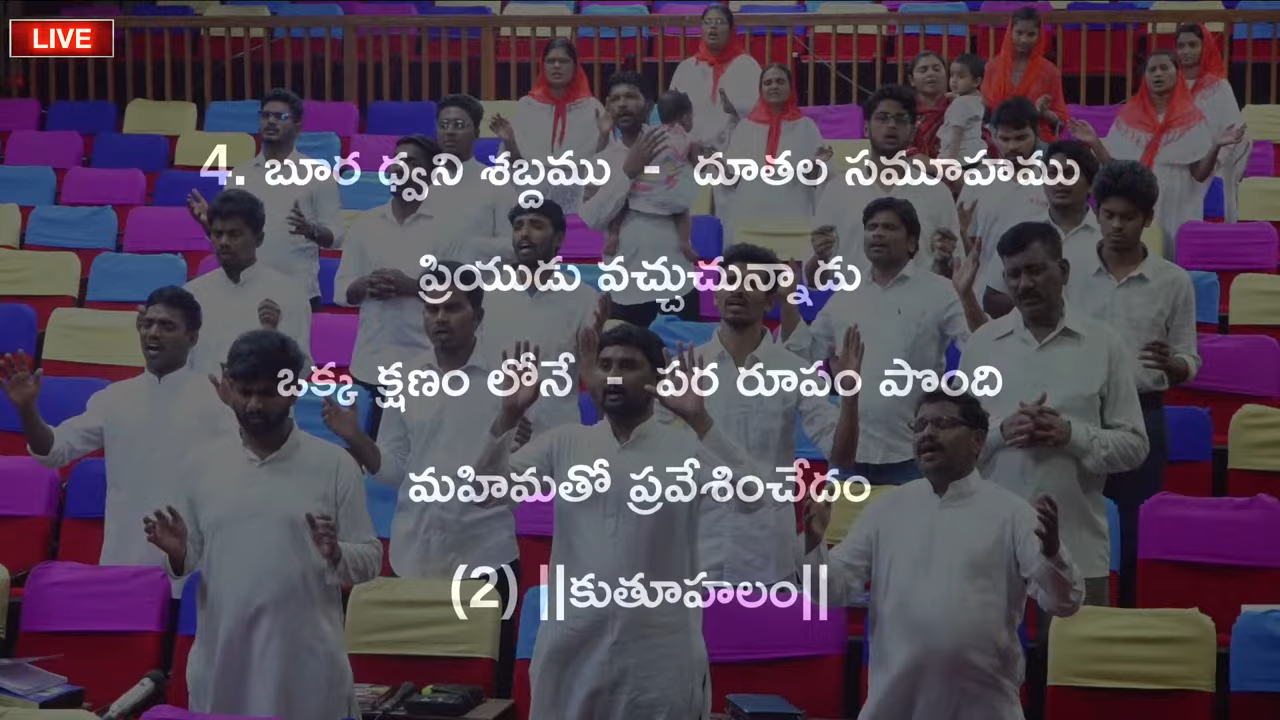 LIVE
4. బూర ధ్వని శబ్దము - దూతల సమూహము
ప్రియుడు వచ్చుచున్నాడు
ఒక్క క్షణం లోనే - పర రూపం పొంది
మహిమతో ప్రవేశించేదం
(2) ||కుతూహలం||